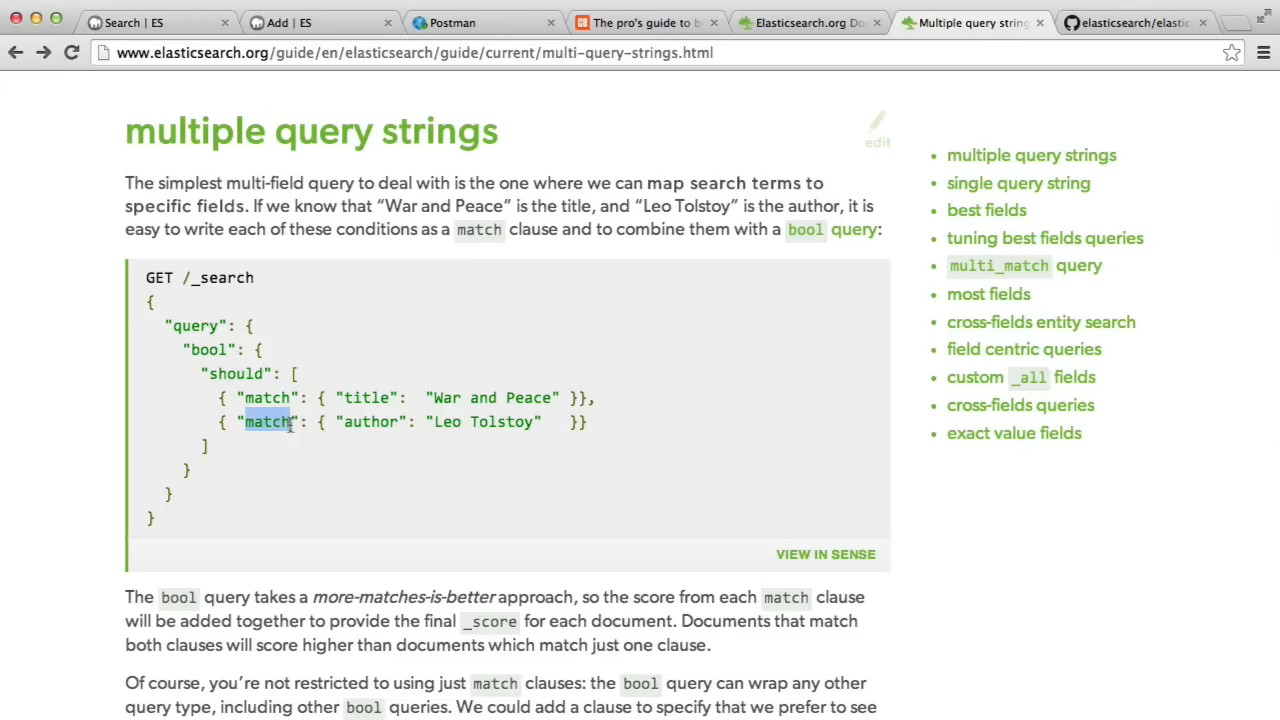 Search | ES
Add | ES
Postman
The pro's guide to b
Elasticsearch.org Do
Multiple query string
elasticsearch/elastic
www.elasticsearch.org/guide/en/elasticsearch/guide/current/multi-query-strings.html
multiple query strings
edit
The simplest multi-field query to deal with is the one where we can map search terms to
specific fields. If we know that “War and Peace” is the title, and “Leo Tolstoy” is the author, it is
easy to write each of these conditions as a match clause and to combine them with a bool query:
GET /_search
{
"query": {
"bool": {
"should": [
{ "match": { "title": "War and Peace" }},
{ "match": { "author": "Leo Tolstoy" }}
]
}
}
}
VIEW IN SENSE
The bool query takes a more-matches-is-better approach, so the score from each match clause
will be added together to provide the final _score for each document. Documents that match
both clauses will score higher than documents which match just one clause.
Of course, you’re not restricted to using just match clauses: the bool query can wrap any other
query type, including other bool queries. We could add a clause to specify that we prefer to see
• multiple query strings
• single query string
• best fields
• tuning best fields queries
• multi_match query
• most fields
• cross-fields entity search
• field centric queries
• custom _all fields
• cross-fields queries
• exact value fields